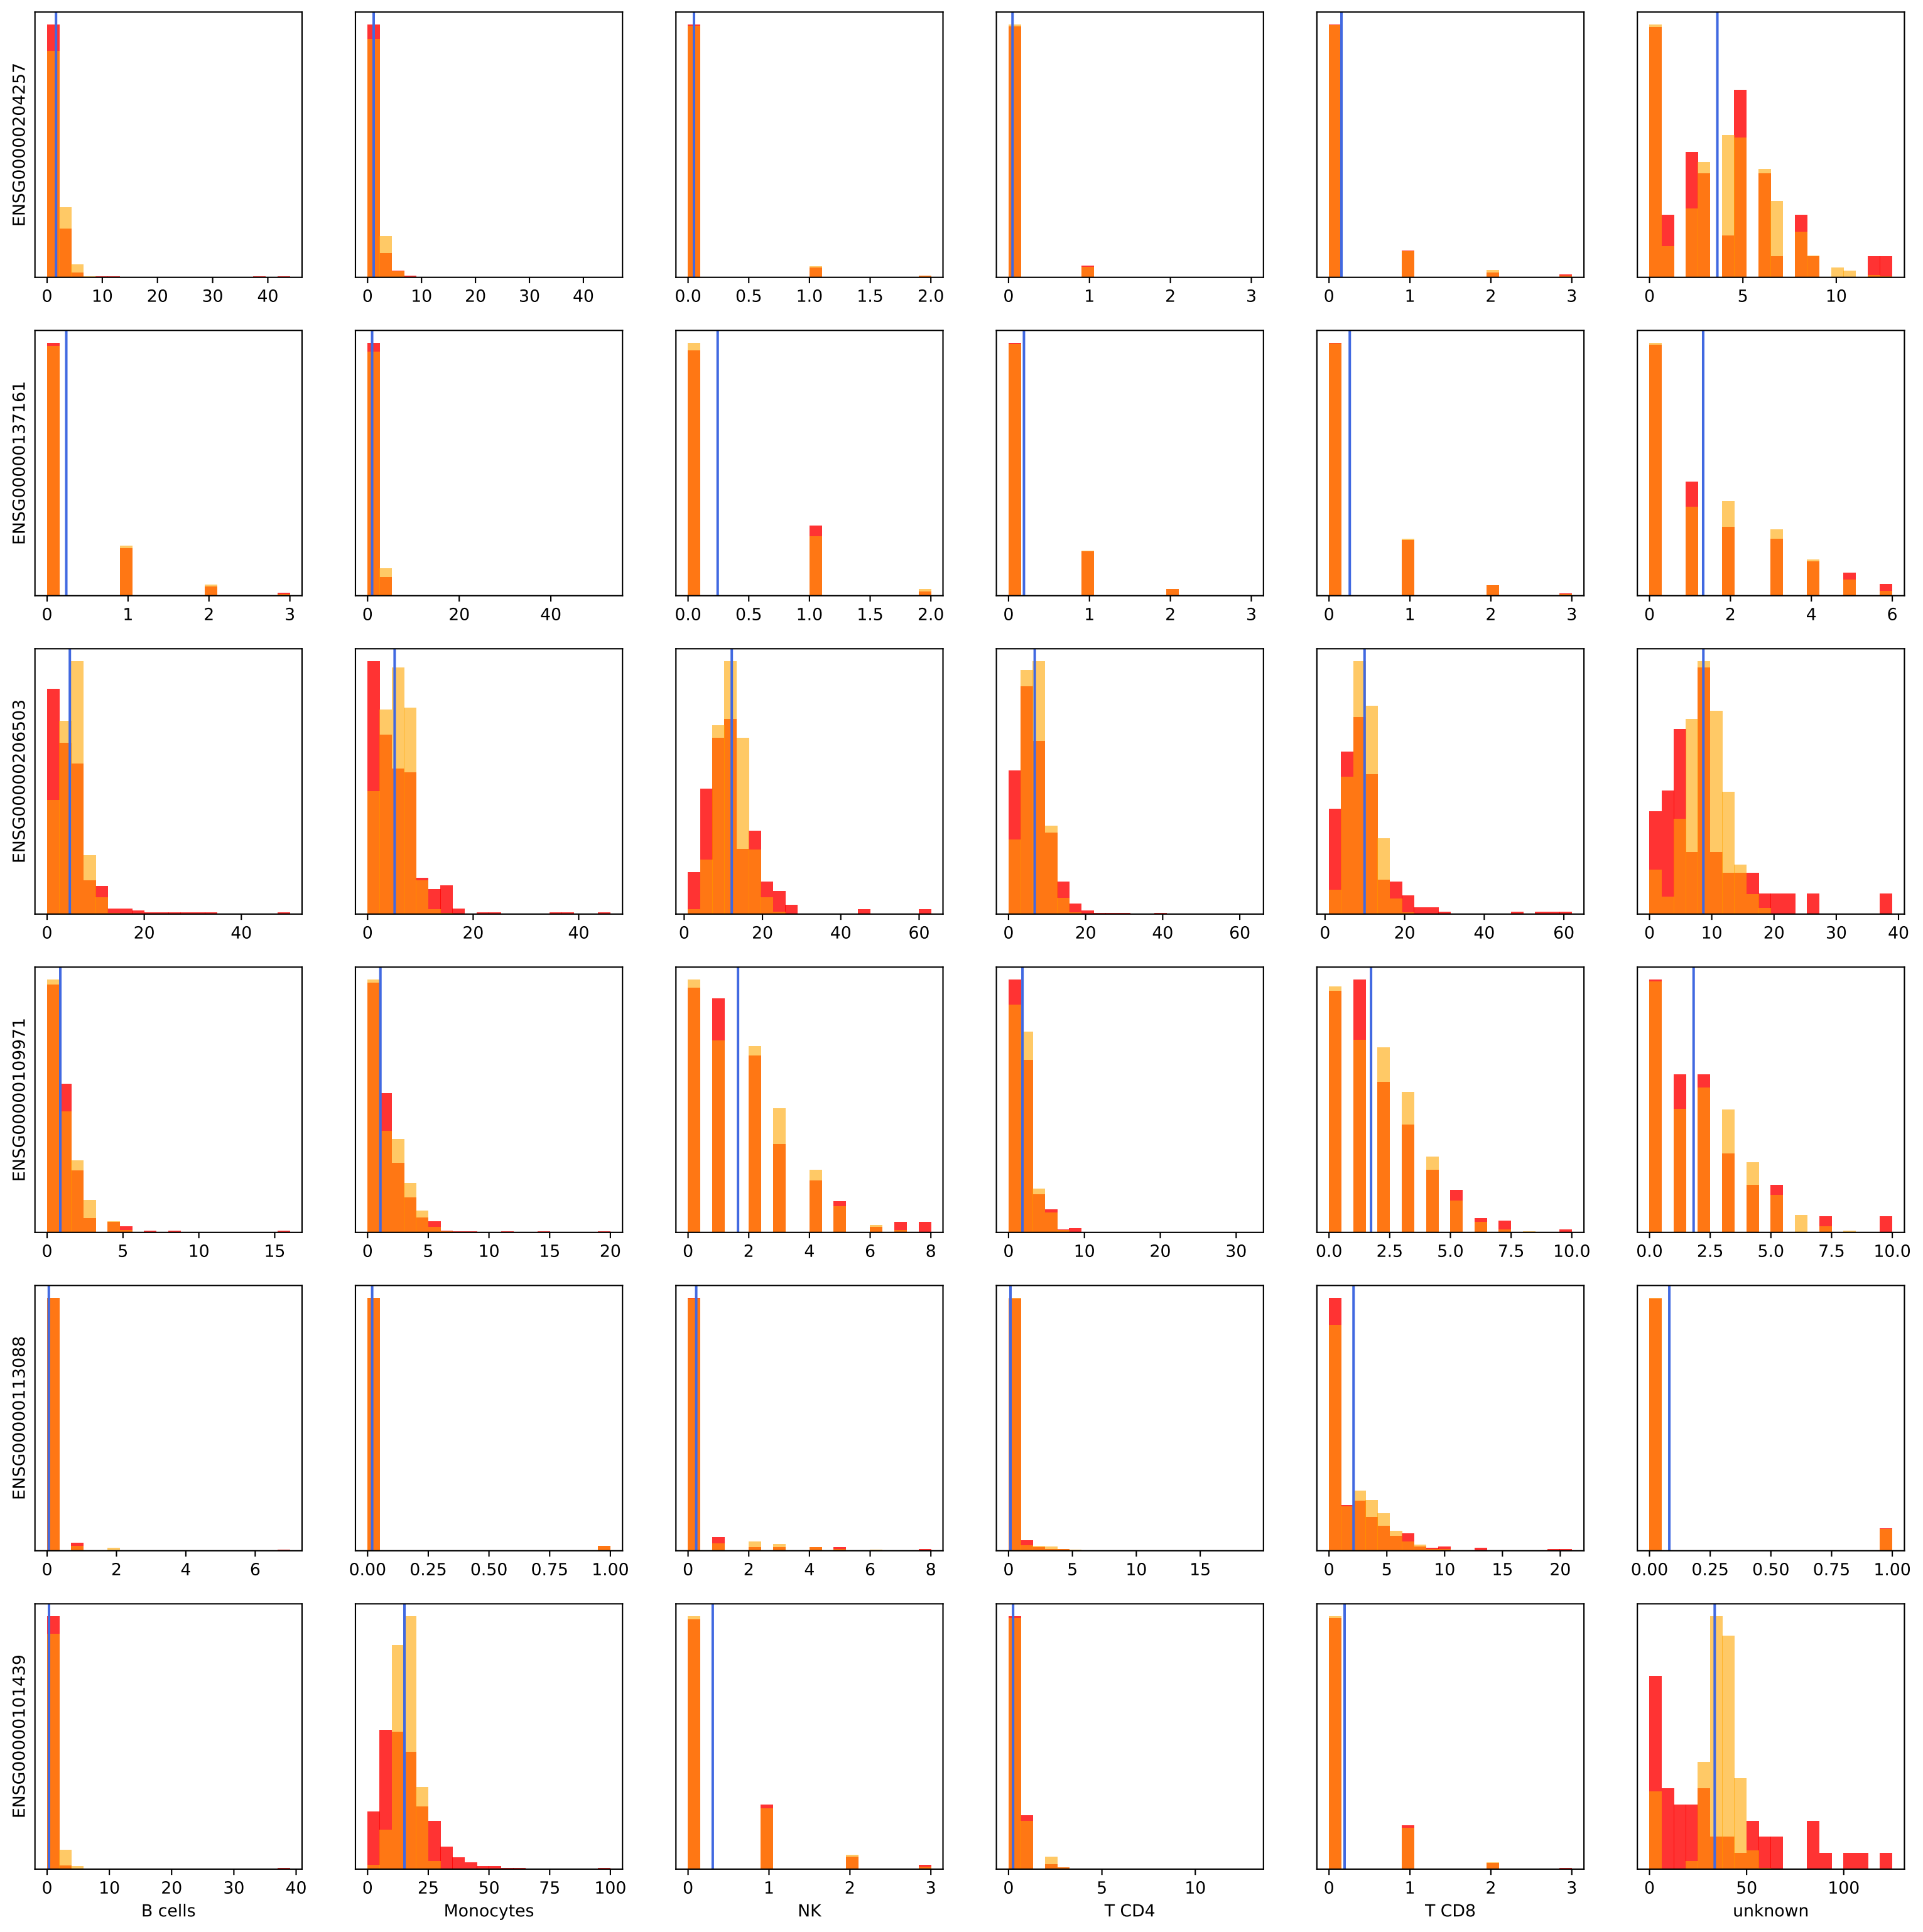 ENSG00000204257
0 10 20 30 40
0 10 20 30 40
0.0 0.5 1.0 1.5 2.0
0 1 2 3
0 1 2 3
0 5 10
ENSG00000137161
0 1 2 3
0 20 40
0.0 0.5 1.0 1.5 2.0
0 1 2 3
0 1 2 3
0 2 4 6
ENSG00000206503
0 20 40
0 20 40
0 20 40 60
0 20 40 60
0 20 40 60
0 10 20 30 40
ENSG00000109971
0 5 10 15
0 5 10 15 20
0 2 4 6 8
0 10 20 30
0.0 2.5 5.0 7.5 10.0
0.0 2.5 5.0 7.5 10.0
ENSG00000113088
0 2 4 6
0.00 0.25 0.50 0.75 1.00
0 2 4 6 8
0 5 10 15
0 5 10 15 20
0.00 0.25 0.50 0.75 1.00
ENSG00000101439
0 10 20 30 40
0 25 50 75 100
0 1 2 3
0 5 10
0 1 2 3
0 50 100
B cells
Monocytes
NK
T CD4
T CD8
unknown